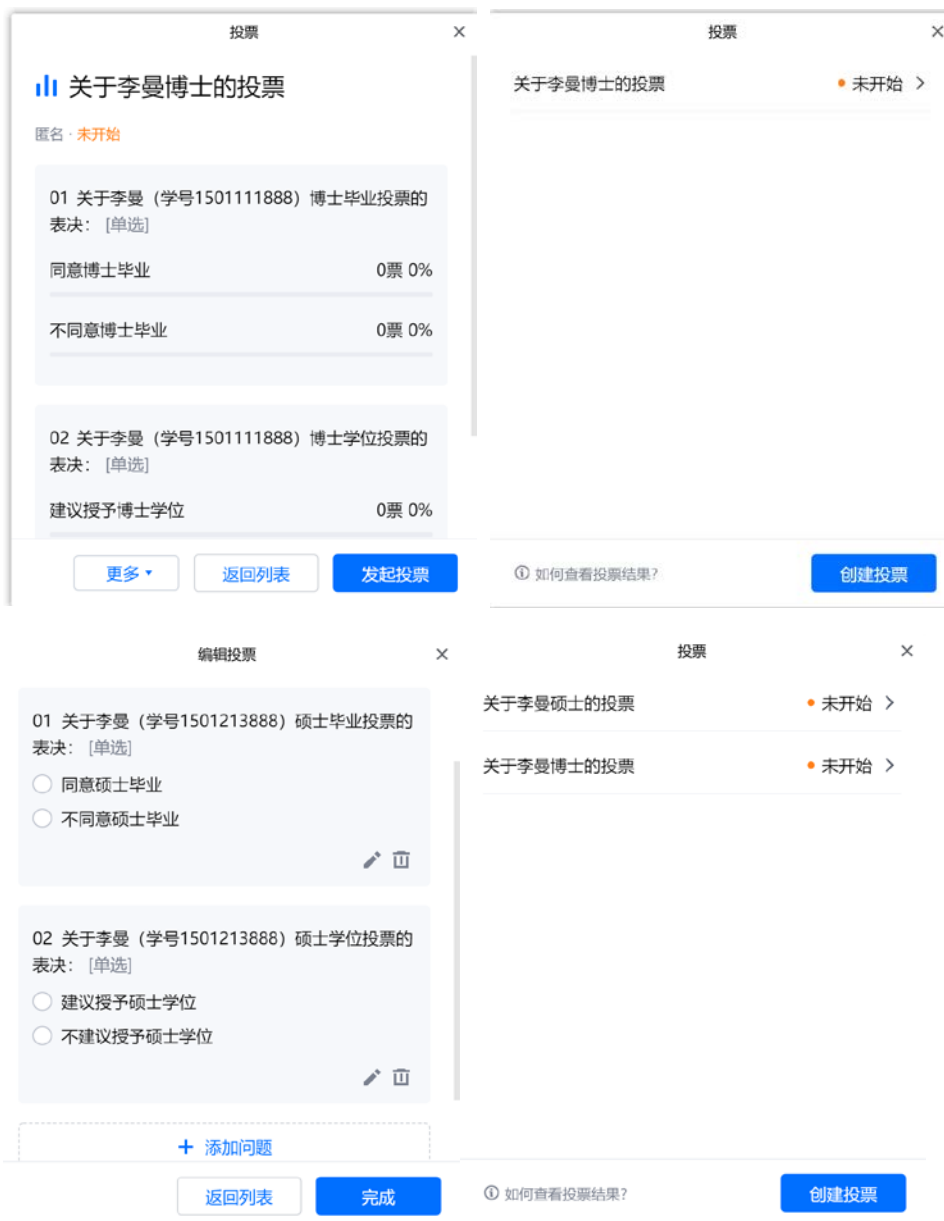 投票
关于李曼博士的投票
匿名 · 未开始
01 关于李曼（学号1501111888）博士毕业投票的
表决： [单选]
同意博士毕业 0票 0%
不同意博士毕业 0票 0%
02 关于李曼（学号1501111888）博士学位投票的
表决： [单选]
建议授予博士学位 0票 0%
更多 返回列表 发起投票
投票
关于李曼博士的投票 未开始
如何查看投票结果?
创建投票
编辑投票
01 关于李曼（学号1501213888）硕士毕业投票的
表决： [单选]
同意硕士毕业
不同意硕士毕业
02 关于李曼（学号1501213888）硕士学位投票的
表决： [单选]
建议授予硕士学位
不建议授予硕士学位
+ 添加问题
返回列表 完成
投票
关于李曼硕士的投票 未开始
关于李曼博士的投票 未开始
如何查看投票结果?
创建投票